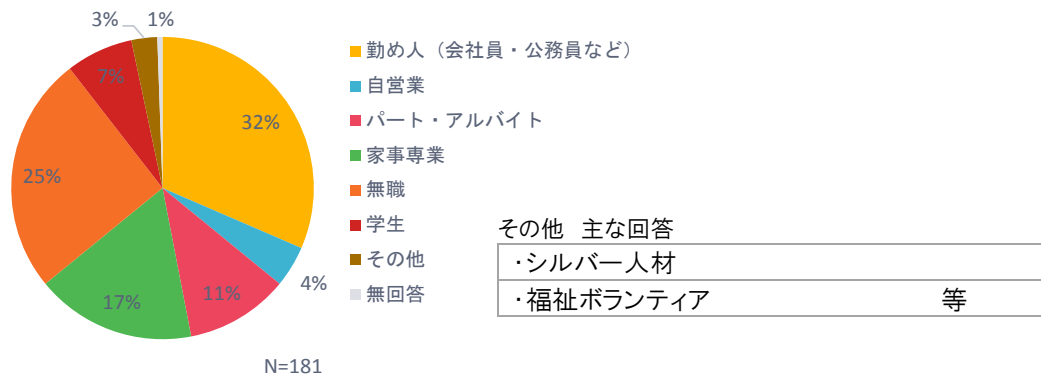 3%
1%
7%
32%
25%
17%
11%
4%
勤め人（会社員・公務員など）
自営業
パート・アルバイト
家事専業
無職
学生
その他
無回答
N=181
その他 主な回答
・シルバー人材
・福祉ボランティア 等